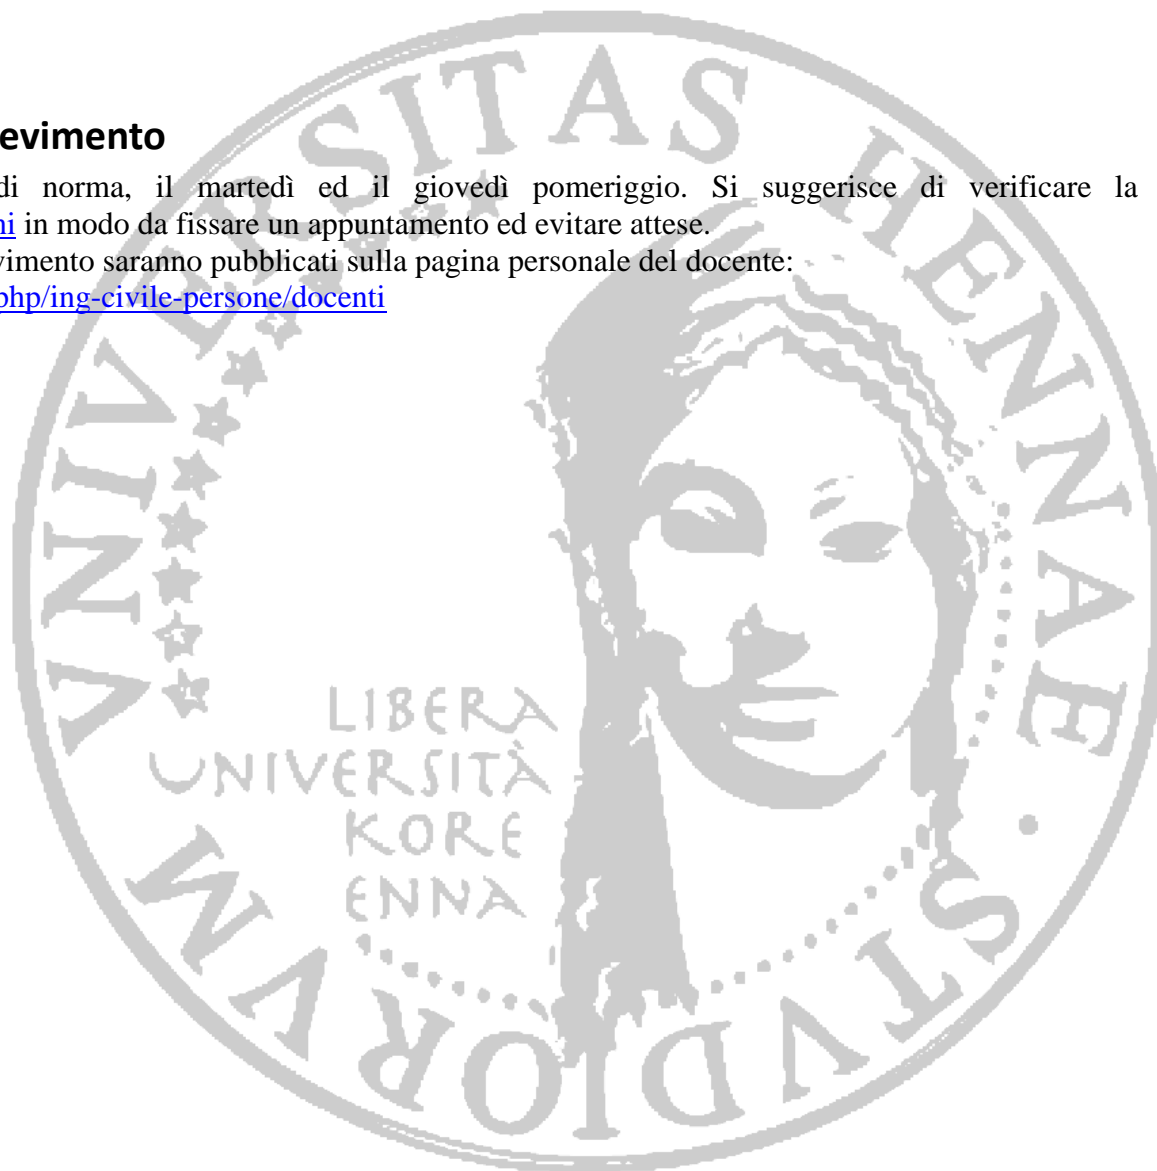 evimento
di norma, il martedì ed il giovedì pomeriggio. Si suggerisce di verificare la
ni in modo da fissare un appuntamento ed evitare attese.
vimento saranno pubblicati sulla pagina personale del docente:
php/ing-civile-persone/docenti
VNIVERSITAS HENNAE · STVDIORVM
LIBERA
UNIVERSITÀ
KORE
ENNA